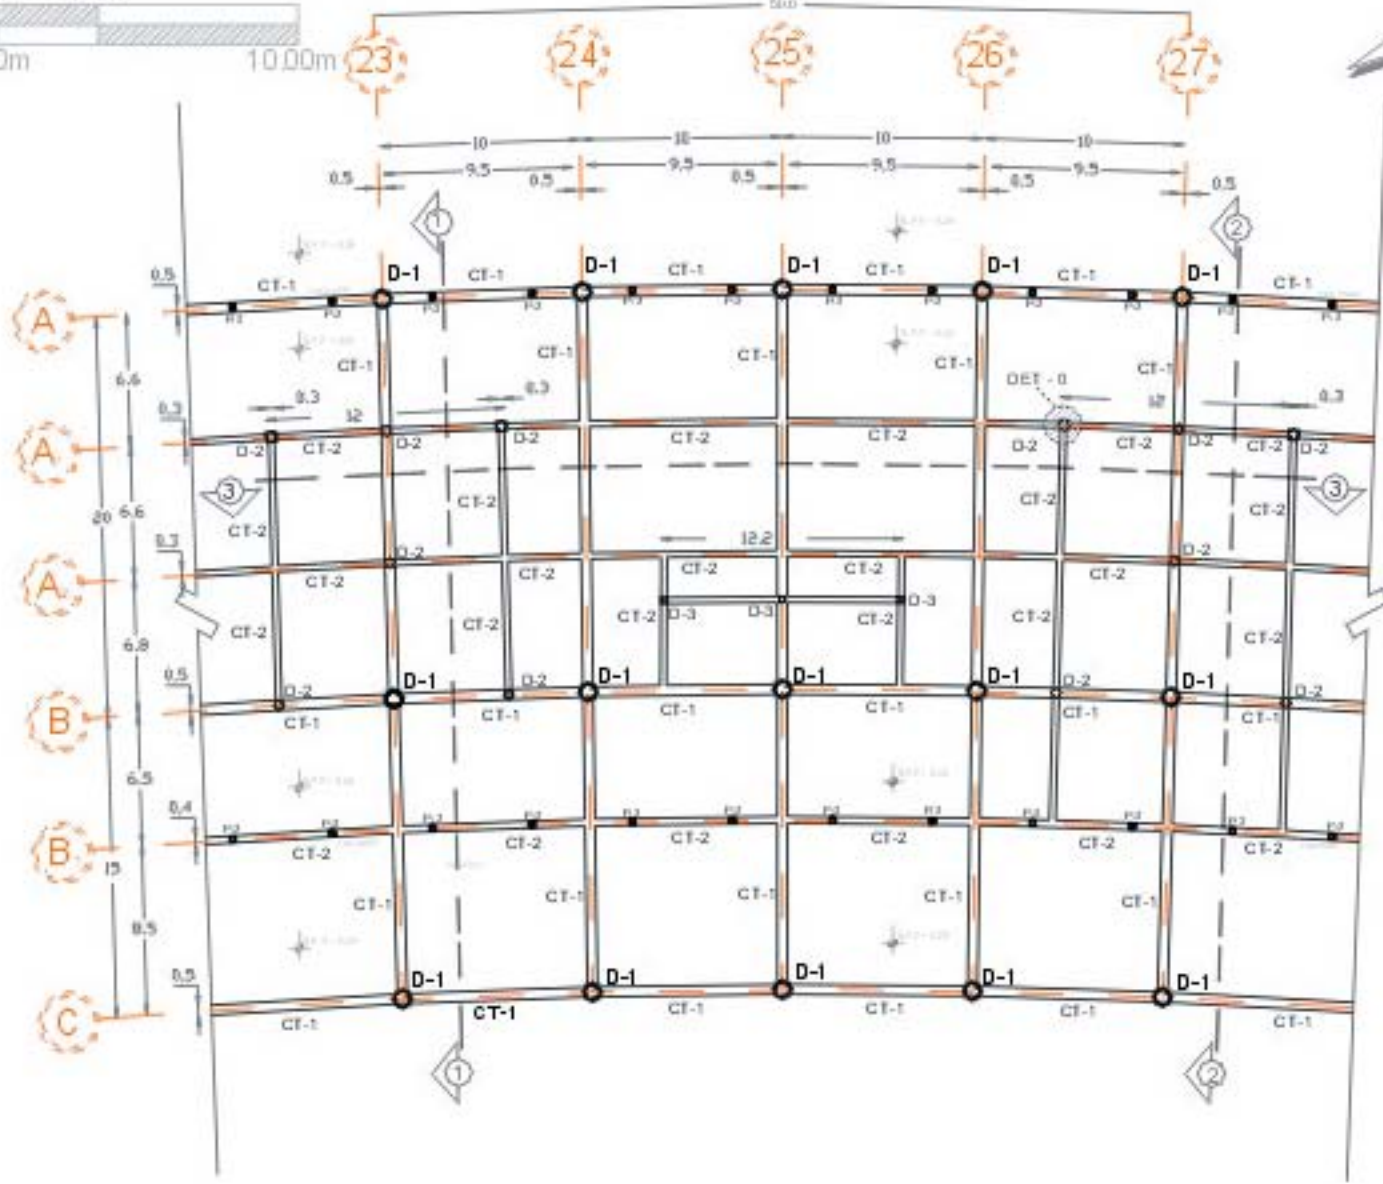 10.00m
23 24 25 26 27
10 10 10 10
9.5 9.5 9.5 9.5
0.5 0.5 0.5 0.5 0.5
1 2
D-1 D-1 D-1 D-1 D-1
0.5 CT-1 CT-1 CT-1 CT-1 CT-1 CT-1
A
CT-1 CT-1 CT-1 CT-1
6.6
DET - 0
0.3 0.3 12 0.3
12
A D-2 CT-2 D-2 D-2 CT-2 CT-2 D-2 CT-2 D-2 CT-2 D-2
3 3
20 6.6 CT-2 CT-2 CT-2 CT-2
0.3 D-2 12.2 D-2
A CT-2 CT-2 CT-2 CT-2 CT-2
CT-2 D-3 D-3 CT-2 D-3
CT-2 CT-2 CT-2 CT-2
6.8
0.5 D-2 D-1 D-2 D-1 D-1 D-1 D-2 D-1 D-2
B CT-1 CT-1 CT-1 CT-1 CT-1 CT-1
6.5
0.4
B CT-2 CT-2 CT-2 CT-2 CT-2 CT-2
15
CT-1 CT-1 CT-1 CT-1
8.5
0.5 D-1 D-1 D-1 D-1 D-1
C CT-1 CT-1 CT-1 CT-1 CT-1 CT-1
1 2